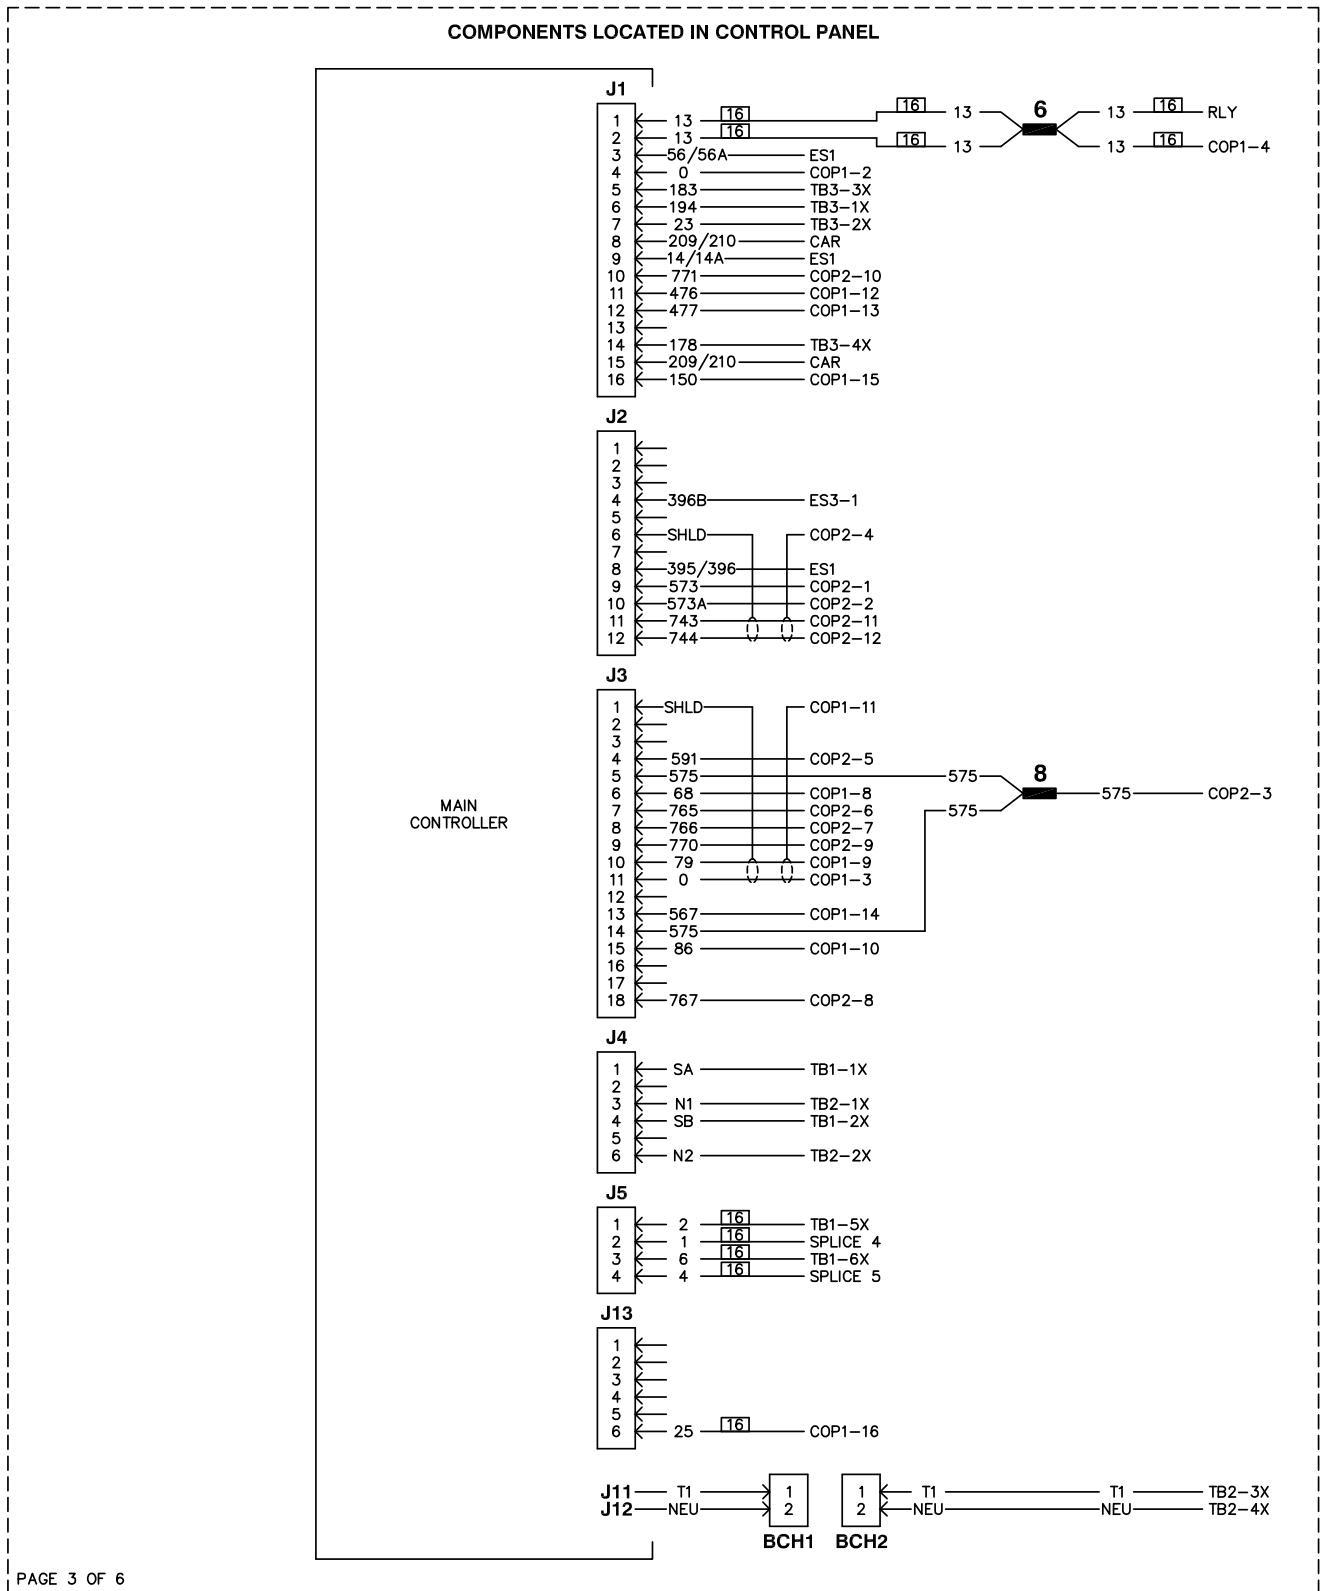 COMPONENTS LOCATED IN CONTROL PANEL
J1
1 13 16 16 13 6 13 16 RLY
2 13 16 16 13 13 16 COP1-4
3 56/56A ES1
4 0 COP1-2
5 183 TB3-3X
6 194 TB3-1X
7 23 TB3-2X
8 209/210 CAR
9 14/14A ES1
10 771 COP2-10
11 476 COP1-12
12 477 COP1-13
13
14 178 TB3-4X
15 209/210 CAR
16 150 COP1-15
J2
1
2
3
4 396B ES3-1
5
6 SHLD COP2-4
7
8 395/396 ES1
9 573 COP2-1
10 573A COP2-2
11 743 COP2-11
12 744 COP2-12
J3
1 SHLD COP1-11
2
3
4 591 COP2-5
5 575 575 8
6 68 COP1-8 575 COP2-3
7 765 COP2-6 575
8 766 COP2-7
9 770 COP2-9
10 79 COP1-9
11 0 COP1-3
12
13 567 COP1-14
14 575
15 86 COP1-10
16
17
18 767 COP2-8
MAIN
CONTROLLER
J4
1 SA TB1-1X
2
3 N1 TB2-1X
4 SB TB1-2X
5
6 N2 TB2-2X
J5
1 2 16 TB1-5X
2 1 16 SPLICE 4
3 6 16 TB1-6X
4 4 16 SPLICE 5
J13
1
2
3
4
5
6 25 16 COP1-16
J11 T1 1 1 T1 T1 TB2-3X
J12 NEU 2 2 NEU NEU TB2-4X
BCH1 BCH2
PAGE 3 OF 6